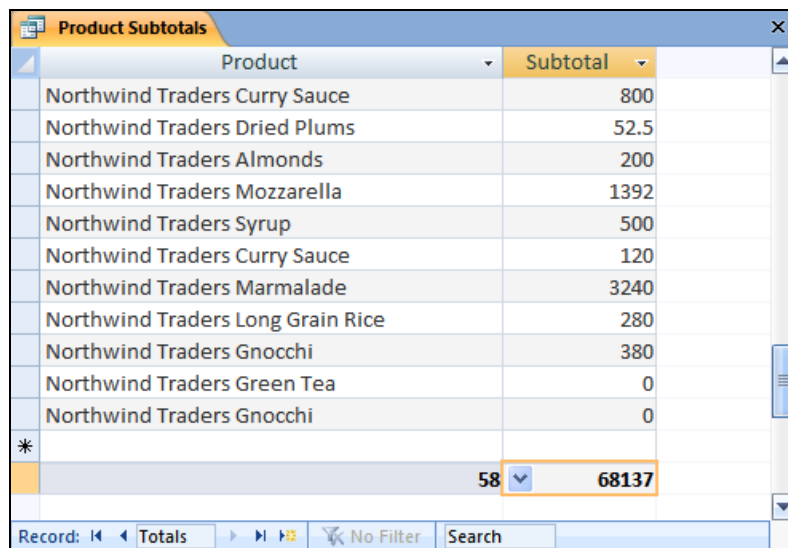 Product Subtotals
Product Subtotal
Northwind Traders Curry Sauce 800
Northwind Traders Dried Plums 52.5
Northwind Traders Almonds 200
Northwind Traders Mozzarella 1392
Northwind Traders Syrup 500
Northwind Traders Curry Sauce 120
Northwind Traders Marmalade 3240
Northwind Traders Long Grain Rice 280
Northwind Traders Gnocchi 380
Northwind Traders Green Tea 0
Northwind Traders Gnocchi 0
58 68137
Record: Totals No Filter Search